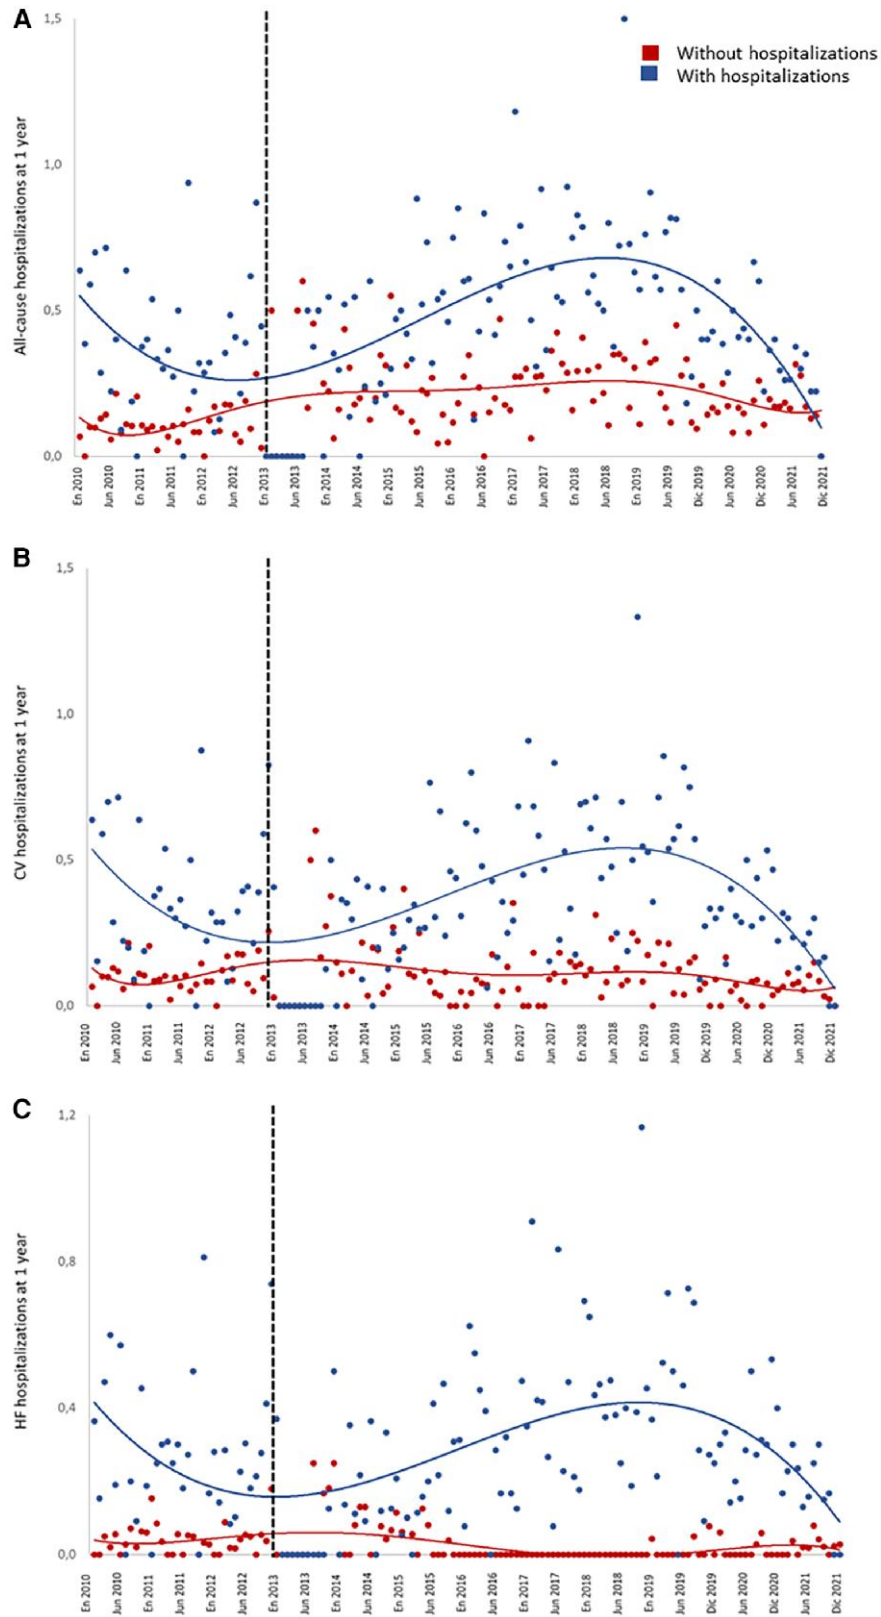 A
All-cause hospitalizations at 1 year
1,5
1,0
0,5
0,0
Without hospitalizations
With hospitalizations
En 2010
Jun 2010
En 2011
Jun 2011
En 2012
Jun 2012
En 2013
Jun 2013
En 2014
Jun 2014
En 2015
Jun 2015
En 2016
Jun 2016
En 2017
Jun 2017
En 2018
Jun 2018
En 2019
Jun 2019
Dic 2019
Jun 2020
Dic 2020
Jun 2021
Dic 2021
B
CV hospitalizations at 1 year
1,5
1,0
0,5
0,0
En 2010
Jun 2010
En 2011
Jun 2011
En 2012
Jun 2012
En 2013
Jun 2013
En 2014
Jun 2014
En 2015
Jun 2015
En 2016
Jun 2016
En 2017
Jun 2017
En 2018
Jun 2018
En 2019
Jun 2019
Dic 2019
Jun 2020
Dic 2020
Jun 2021
Dic 2021
C
HF hospitalizations at 1 year
1,2
0,8
0,4
0,0
En 2010
Jun 2010
En 2011
Jun 2011
En 2012
Jun 2012
En 2013
Jun 2013
En 2014
Jun 2014
En 2015
Jun 2015
En 2016
Jun 2016
En 2017
Jun 2017
En 2018
Jun 2018
En 2019
Jun 2019
Dic 2019
Jun 2020
Dic 2020
Jun 2021
Dic 2021